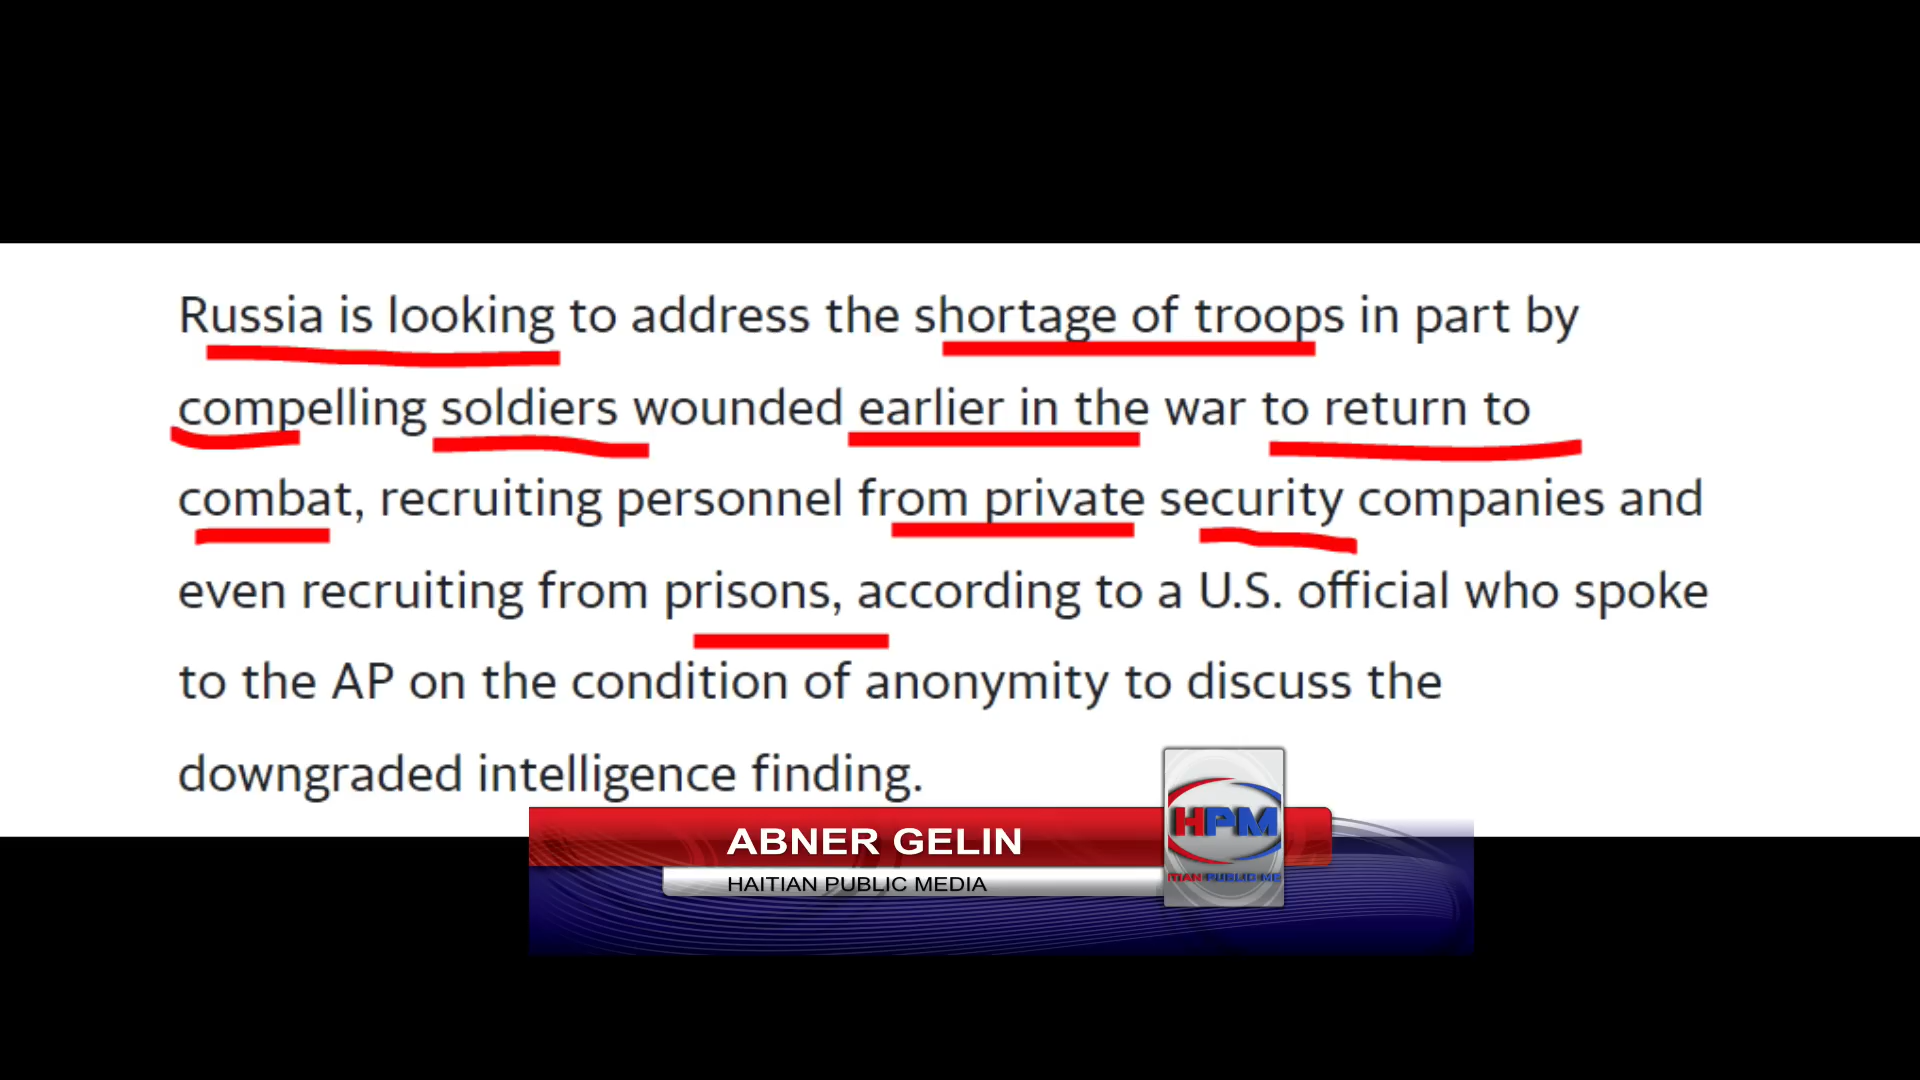 Russia is looking to address the shortage of troops in part by
compelling soldiers wounded earlier in the war to return to
combat, recruiting personnel from private security companies and
even recruiting from prisons, according to a U.S. official who spoke
to the AP on the condition of anonymity to discuss the
downgraded intelligence finding.
ABNER GELIN
HAITIAN PUBLIC MEDIA
HPM
ITIAN PUBLIC ME